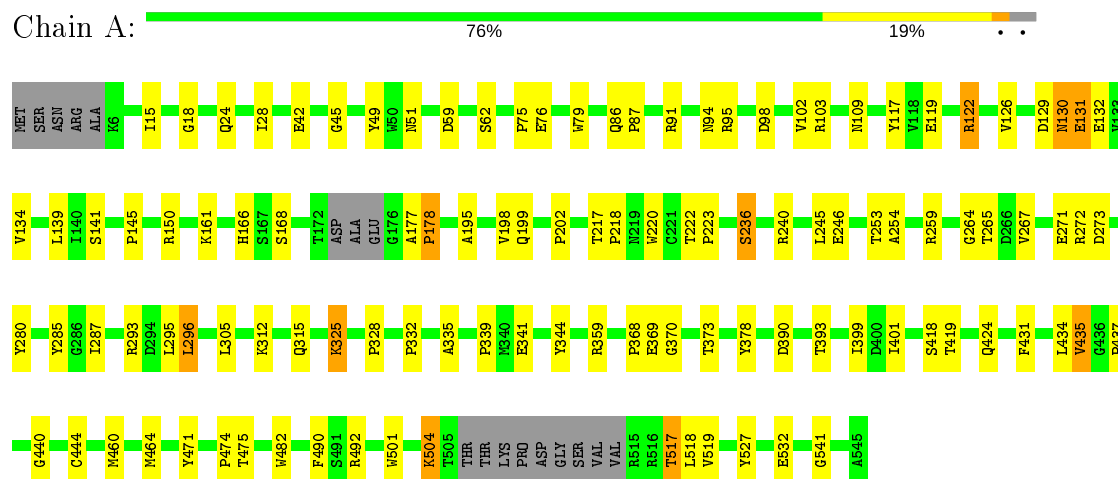 Chain A:
76% 19% • •
MET SER ASN ARG ALA K6 I15 G18 Q24 I28 E42 G45 Y49 W50 N51 D59 S62 P75 E76 W79 Q86 P87 R91 N94 R95 D98 V102 R103 N109 Y117 V118 E119 R122 V126 D129 N130 E131 E132 V133
V134 L139 I140 S141 P145 R150 K161 H166 S167 S168 T172 ASP ALA GLU G176 A177 P178 A195 V198 Q199 P202 T217 P218 N219 W220 C221 T222 P223 S236 R240 L245 E246 T253 A254 R259 G264 T265 D266 V267 E271 R272 D273
Y280 Y285 G286 I287 R293 D294 L295 L296 L305 K312 Q315 K325 P328 P332 A335 P339 M340 E341 Y344 R359 P368 E369 G370 T373 Y378 D390 T393 I399 D400 I401 S418 T419 Q424 F431 L434 V435 G436 P437
G440 C444 M460 M464 Y471 P474 T475 W482 F490 S491 R492 W501 K504 T505 THR THR LYS PRO ASP GLY SER VAL VAL R515 R516 T517 L518 V519 Y527 E532 G541 A545